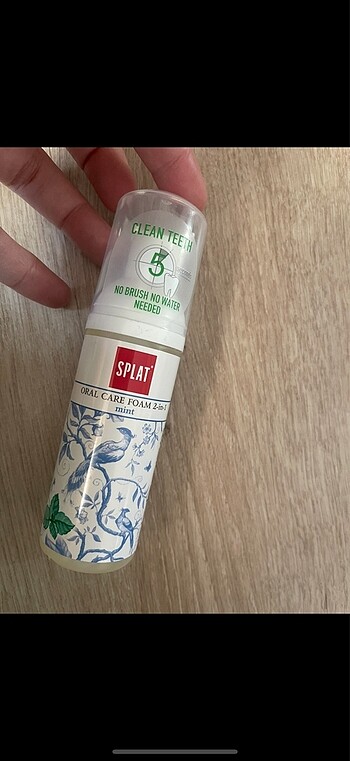 CLEAN TEETH
5
NO BRUSH NO WATER
NEEDED
SPLAT
ORAL CARE FOAM 2-in-1
mint